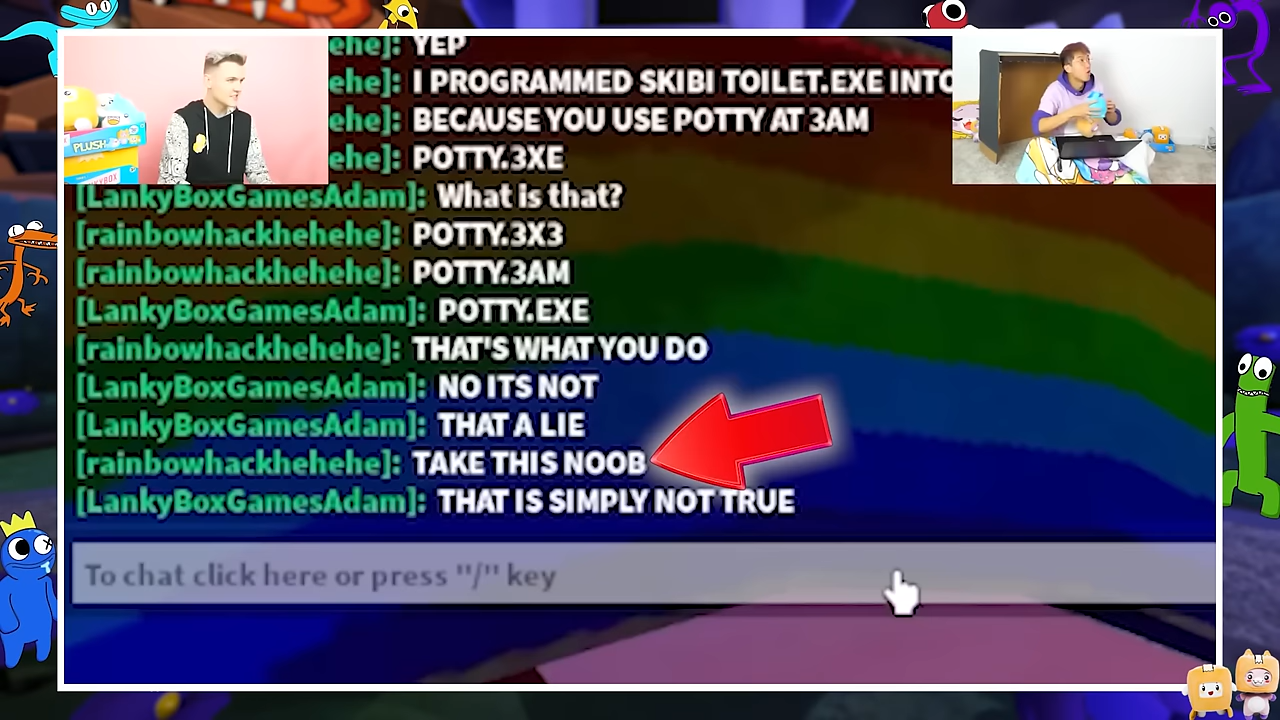 ehe]: YEP
ehe]: I PROGRAMMED SKIBI TOILET.EXE INTO
ehe]: BECAUSE YOU USE POTTY AT 3AM
ehe]: POTTY.3XE
[LankyBoxGamesAdam]: What is that?
[rainbowhackhehehe]: POTTY.3X3
[rainbowhackhehehe]: POTTY.3AM
[LankyBoxGamesAdam]: POTTY.EXE
[rainbowhackhehehe]: THAT'S WHAT YOU DO
[LankyBoxGamesAdam]: NO ITS NOT
[LankyBoxGamesAdam]: THAT A LIE
[rainbowhackhehehe]: TAKE THIS NOOB
[LankyBoxGamesAdam]: THAT IS SIMPLY NOT TRUE
To chat click here or press "/" key
PLUSH